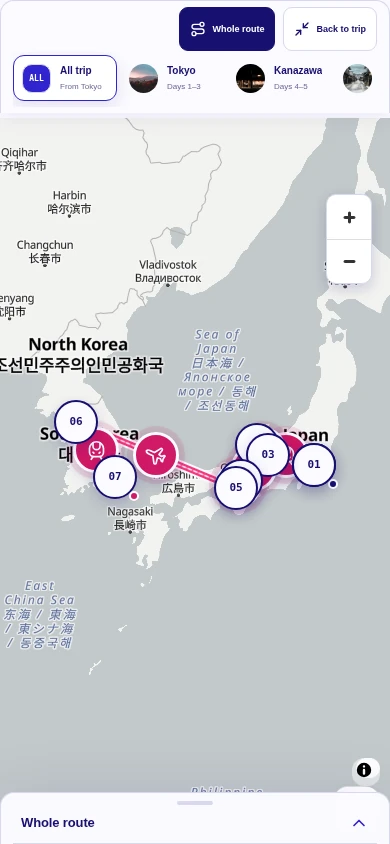 Whole route
Back to trip
ALL
All trip
From Tokyo
Tokyo
Days 1–3
Kanazawa
Days 4–5
Qiqihar
齐齐哈尔市
Harbin
哈尔滨市
Changchun
长春市
Vladivostok
Владивосток
North Korea
조선민주주의인민공화국
Sea of
Japan
日本海 /
Японское
море / 동해
/ 조선동해
06
07
03
05
01
広島市
Nagasaki
長崎市
East
China Sea
东海 / 東海
/ 東シナ海
/ 동중국해
Whole route